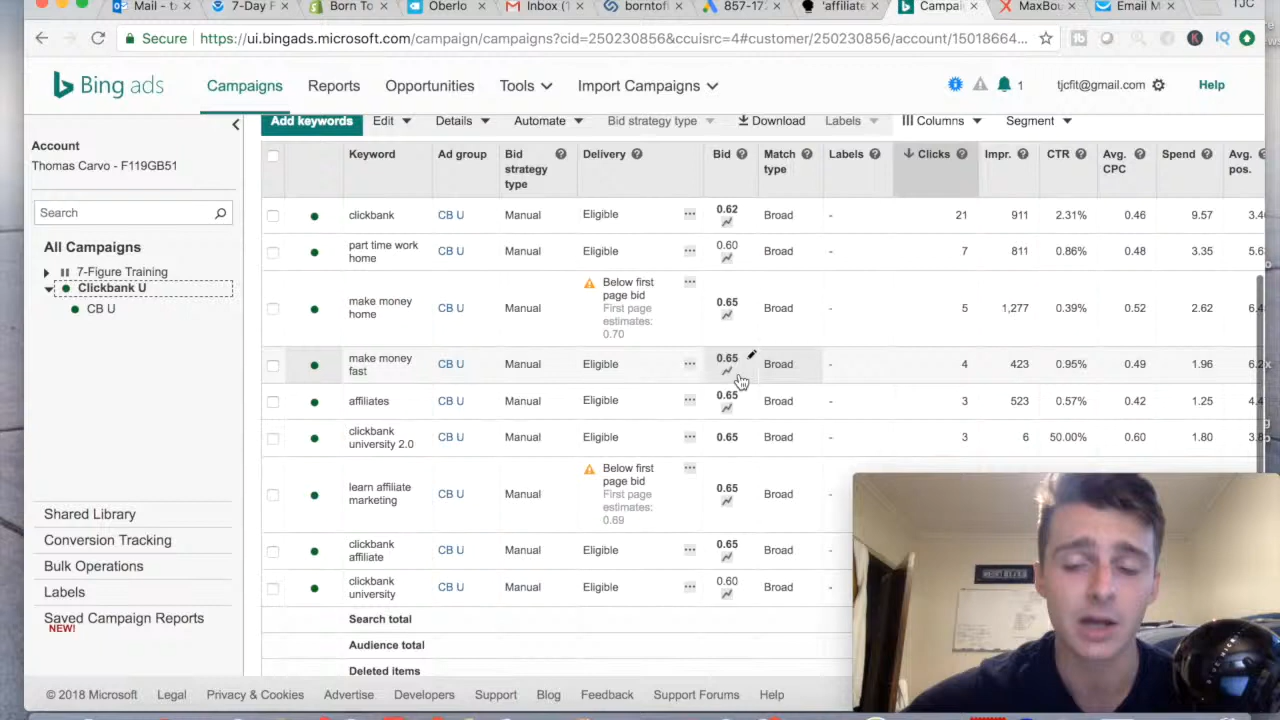 Mail - t
7-Day F
Born To
Oberlo
Inbox (1
borntofi
857-17
'affiliate
Campai
MaxBou
Email M
TJC
Secure
https://ui.bingads.microsoft.com/campaign/campaigns?cid=250230856&ccuisrc=4#customer/250230856/account/15018664...
Bing ads
Campaigns
Reports
Opportunities
Tools
Import Campaigns
1
tjcfit@gmail.com
Help
Add keywords
Edit
Details
Automate
Bid strategy type
Download
Labels
Columns
Segment
Account
Thomas Carvo - F119GB51
Search
All Campaigns
7-Figure Training
Clickbank U
CB U
Shared Library
Conversion Tracking
Bulk Operations
Labels
Saved Campaign Reports
NEW!
Keyword
Ad group
Bid strategy type
Delivery
Bid
Match type
Labels
Clicks
Impr.
CTR
Avg. CPC
Spend
Avg. pos.
clickbank CB U Manual Eligible ... 0.62 Broad - 21 911 2.31% 0.46 9.57 3.4
part time work home CB U Manual Eligible ... 0.60 Broad - 7 811 0.86% 0.48 3.35 5.6
make money home CB U Manual Below first page bid First page estimates: 0.70 ... 0.65 Broad - 5 1,277 0.39% 0.52 2.62 6.
make money fast CB U Manual Eligible ... 0.65 Broad - 4 423 0.95% 0.46 1.96 6.2
affiliates CB U Manual Eligible ... 0.65 Broad - 3 523 0.57% 0.42 1.25 4.
clickbank university 2.0 CB U Manual Eligible ... 0.65 Broad - 3 6 50.00% 0.60 1.80 3.
learn affiliate marketing CB U Manual Below first page bid First page estimates: 0.69 ... 0.65 Broad -
clickbank affiliate CB U Manual Eligible ... 0.65 Broad -
clickbank university CB U Manual Eligible ... 0.60 Broad -
Search total
Audience total
Deleted items
© 2018 Microsoft
Legal
Privacy & Cookies
Advertise
Developers
Support
Blog
Feedback
Support Forums
Help